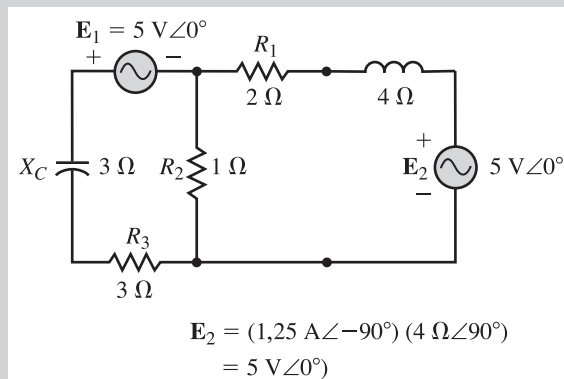 E₁ = 5 V∠0°
+ −
R₁
2 Ω
4 Ω
X_C 3 Ω
R₂ 1 Ω
+
E₂ 5 V∠0°
−
R₃
3 Ω
E₂ = (1,25 A∠−90°) (4 Ω∠90°)
= 5 V∠0°)